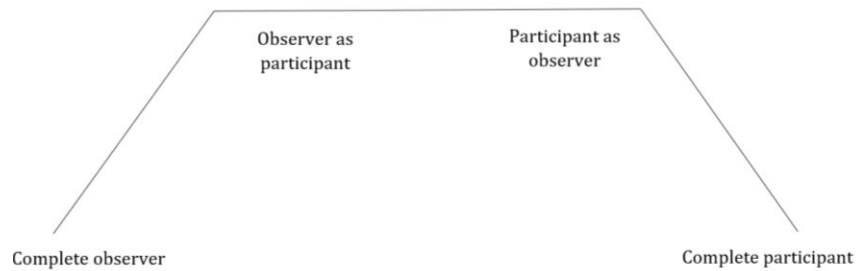 Observer as
participant
Participant as
observer
Complete observer
Complete participant